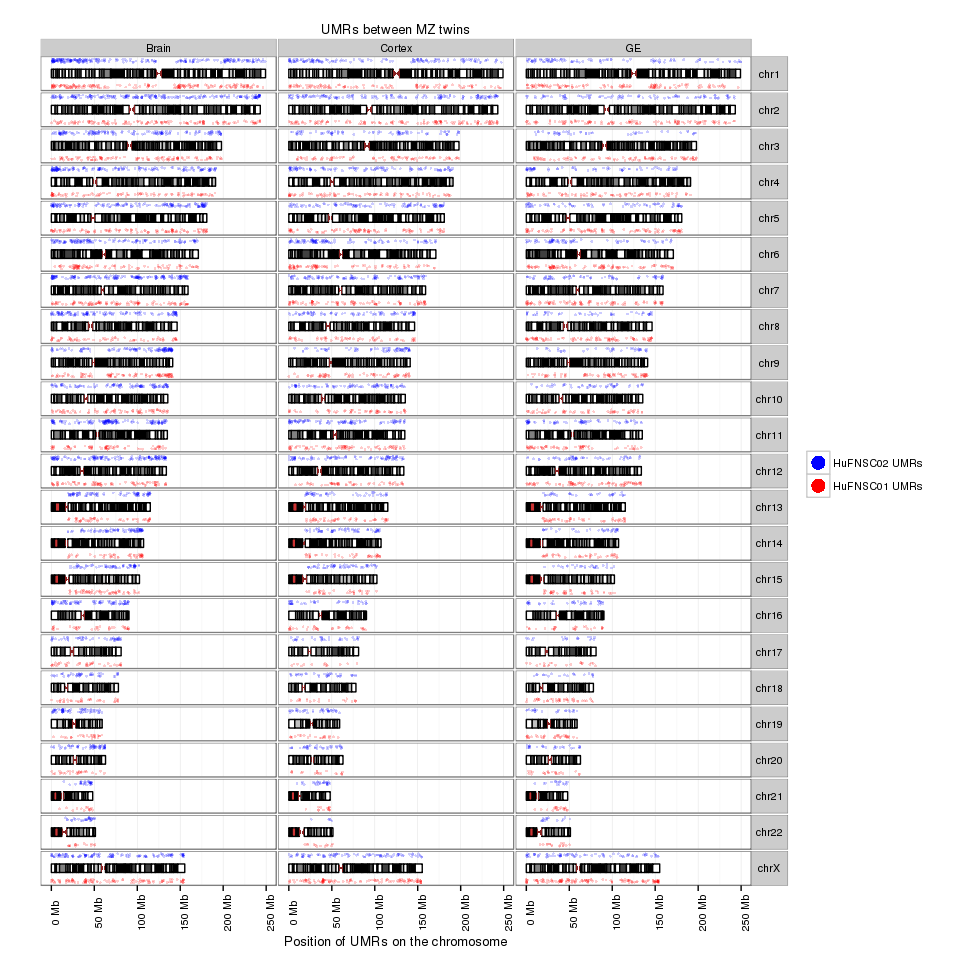 UMRs between MZ twins
Brain
Cortex
GE
chr1
chr2
chr3
chr4
chr5
chr6
chr7
chr8
chr9
chr10
chr11
chr12
chr13
chr14
chr15
chr16
chr17
chr18
chr19
chr20
chr21
chr22
chrX
HuFNSC02 UMRs
HuFNSC01 UMRs
0 Mb
50 Mb
100 Mb
150 Mb
200 Mb
250 Mb
0 Mb
50 Mb
100 Mb
150 Mb
200 Mb
250 Mb
0 Mb
50 Mb
100 Mb
150 Mb
200 Mb
250 Mb
Position of UMRs on the chromosome